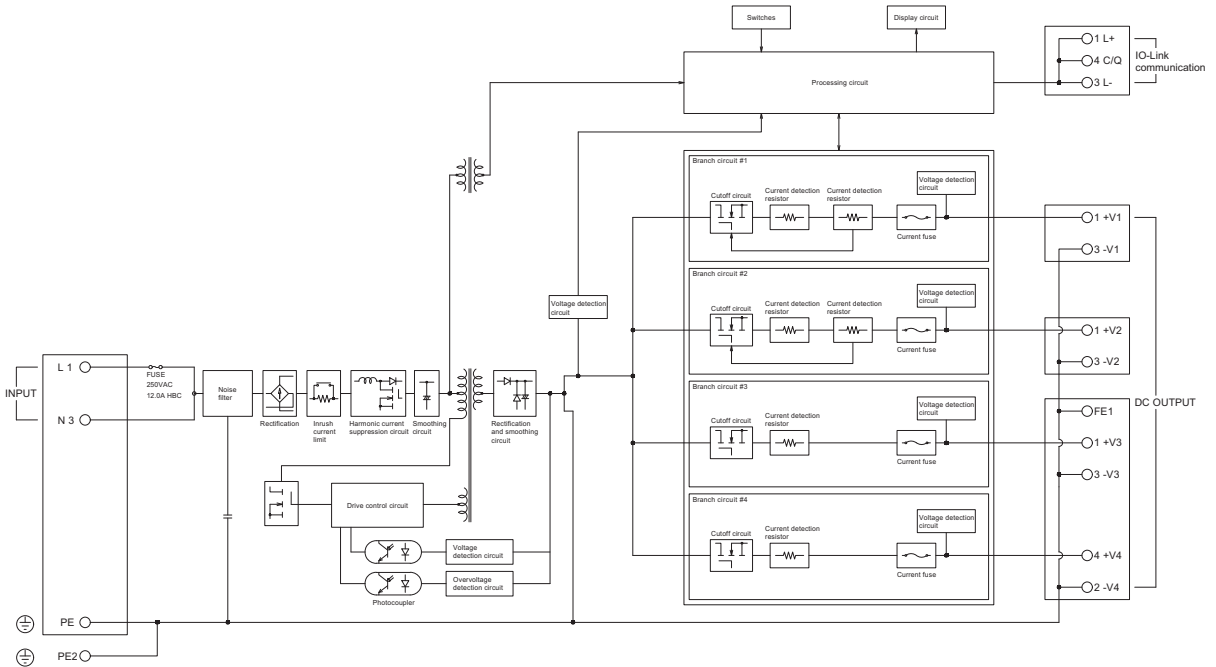 Switches
Display circuit
Processing circuit
1 L+
4 C/Q
3 L-
IO-Link
communication
Branch circuit #1
Cutoff circuit
Current detection
resistor
Current detection
resistor
Voltage detection
circuit
Current fuse
1 +V1
3 -V1
Branch circuit #2
Cutoff circuit
Current detection
resistor
Current detection
resistor
Voltage detection
circuit
Current fuse
1 +V2
3 -V2
Voltage detection
circuit
Branch circuit #3
Cutoff circuit
Current detection
resistor
Voltage detection
circuit
Current fuse
FE1
1 +V3
3 -V3
DC OUTPUT
Branch circuit #4
Cutoff circuit
Current detection
resistor
Voltage detection
circuit
Current fuse
4 +V4
2 -V4
INPUT
L 1
N 3
FUSE
250VAC
12.0A HBC
Noise
filter
Rectification
Inrush
current
limit
Harmonic current
suppression circuit
Smoothing
circuit
Rectification
and smoothing
circuit
Drive control circuit
Voltage
detection circuit
Overvoltage
detection circuit
Photocoupler
PE
PE2